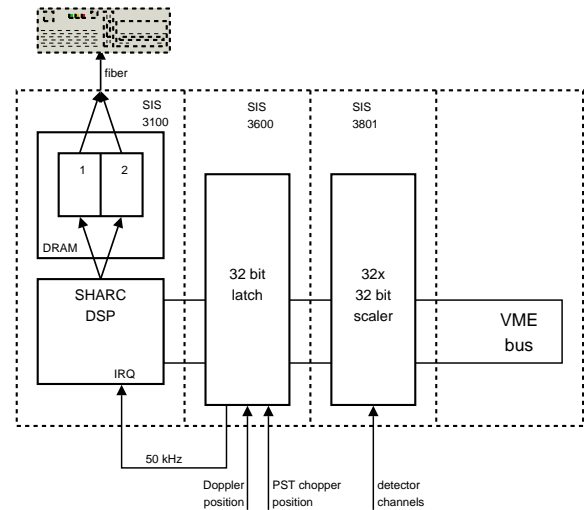 fiber
SIS
3100
SIS
3600
SIS
3801
1
2
DRAM
SHARC
DSP
IRQ
32 bit
latch
32x
32 bit
scaler
VME
bus
50 kHz
Doppler
position
PST chopper
position
detector
channels